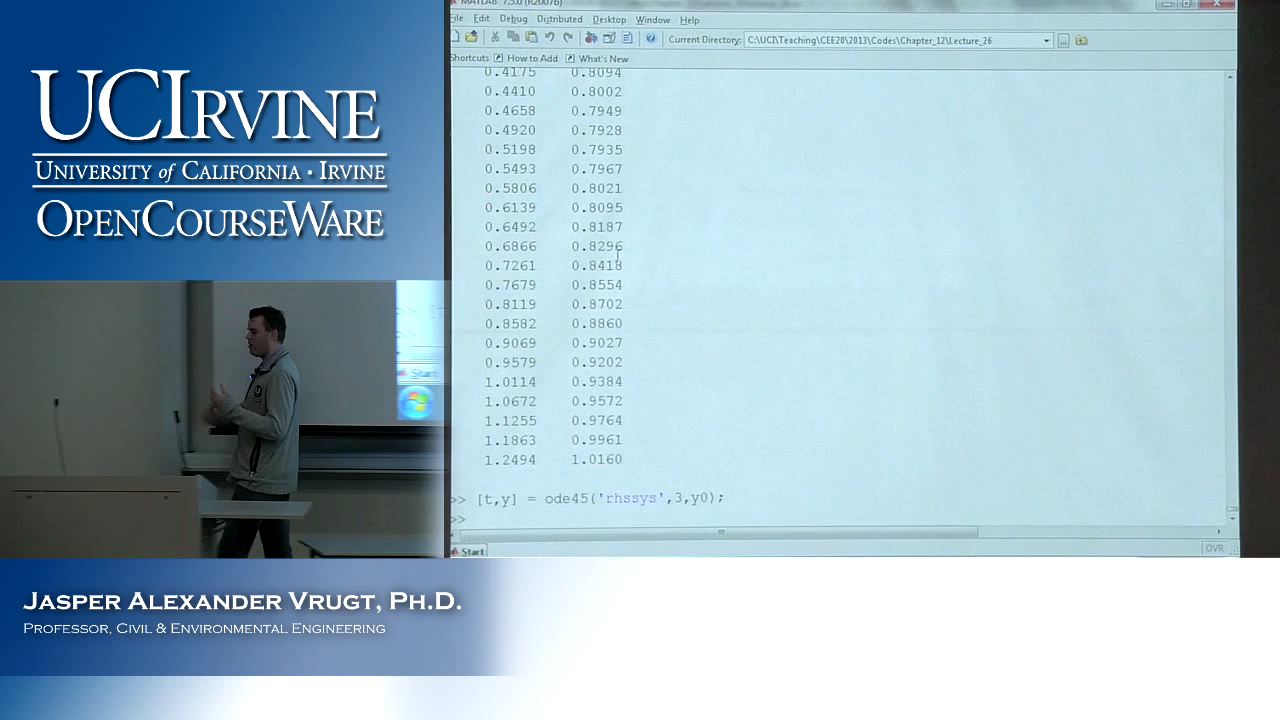 UCIRVINE
UNIVERSITY of CALIFORNIA · IRVINE
OPENCOURSEWARE
MATLAB 7.5.0 (R2007b)
File Edit Debug Distributed Desktop Window Help
Current Directory: C:\UCI\Teaching\CEE20\2013\Codes\Chapter_12\Lecture_26
Shortcuts How to Add What's New
0.4175 0.8094
0.4410 0.8002
0.4658 0.7949
0.4920 0.7928
0.5198 0.7935
0.5493 0.7967
0.5806 0.8021
0.6139 0.8095
0.6492 0.8187
0.6866 0.8296
0.7261 0.8418
0.7679 0.8554
0.8119 0.8702
0.8582 0.8860
0.9069 0.9027
0.9579 0.9202
1.0114 0.9384
1.0672 0.9572
1.1255 0.9764
1.1863 0.9961
1.2494 1.0160
>> [t,y] = ode45('rhssys',3,y0);
>>
Start
OVR
Start
JASPER ALEXANDER VRUGT, PH.D.
PROFESSOR, CIVIL & ENVIRONMENTAL ENGINEERING